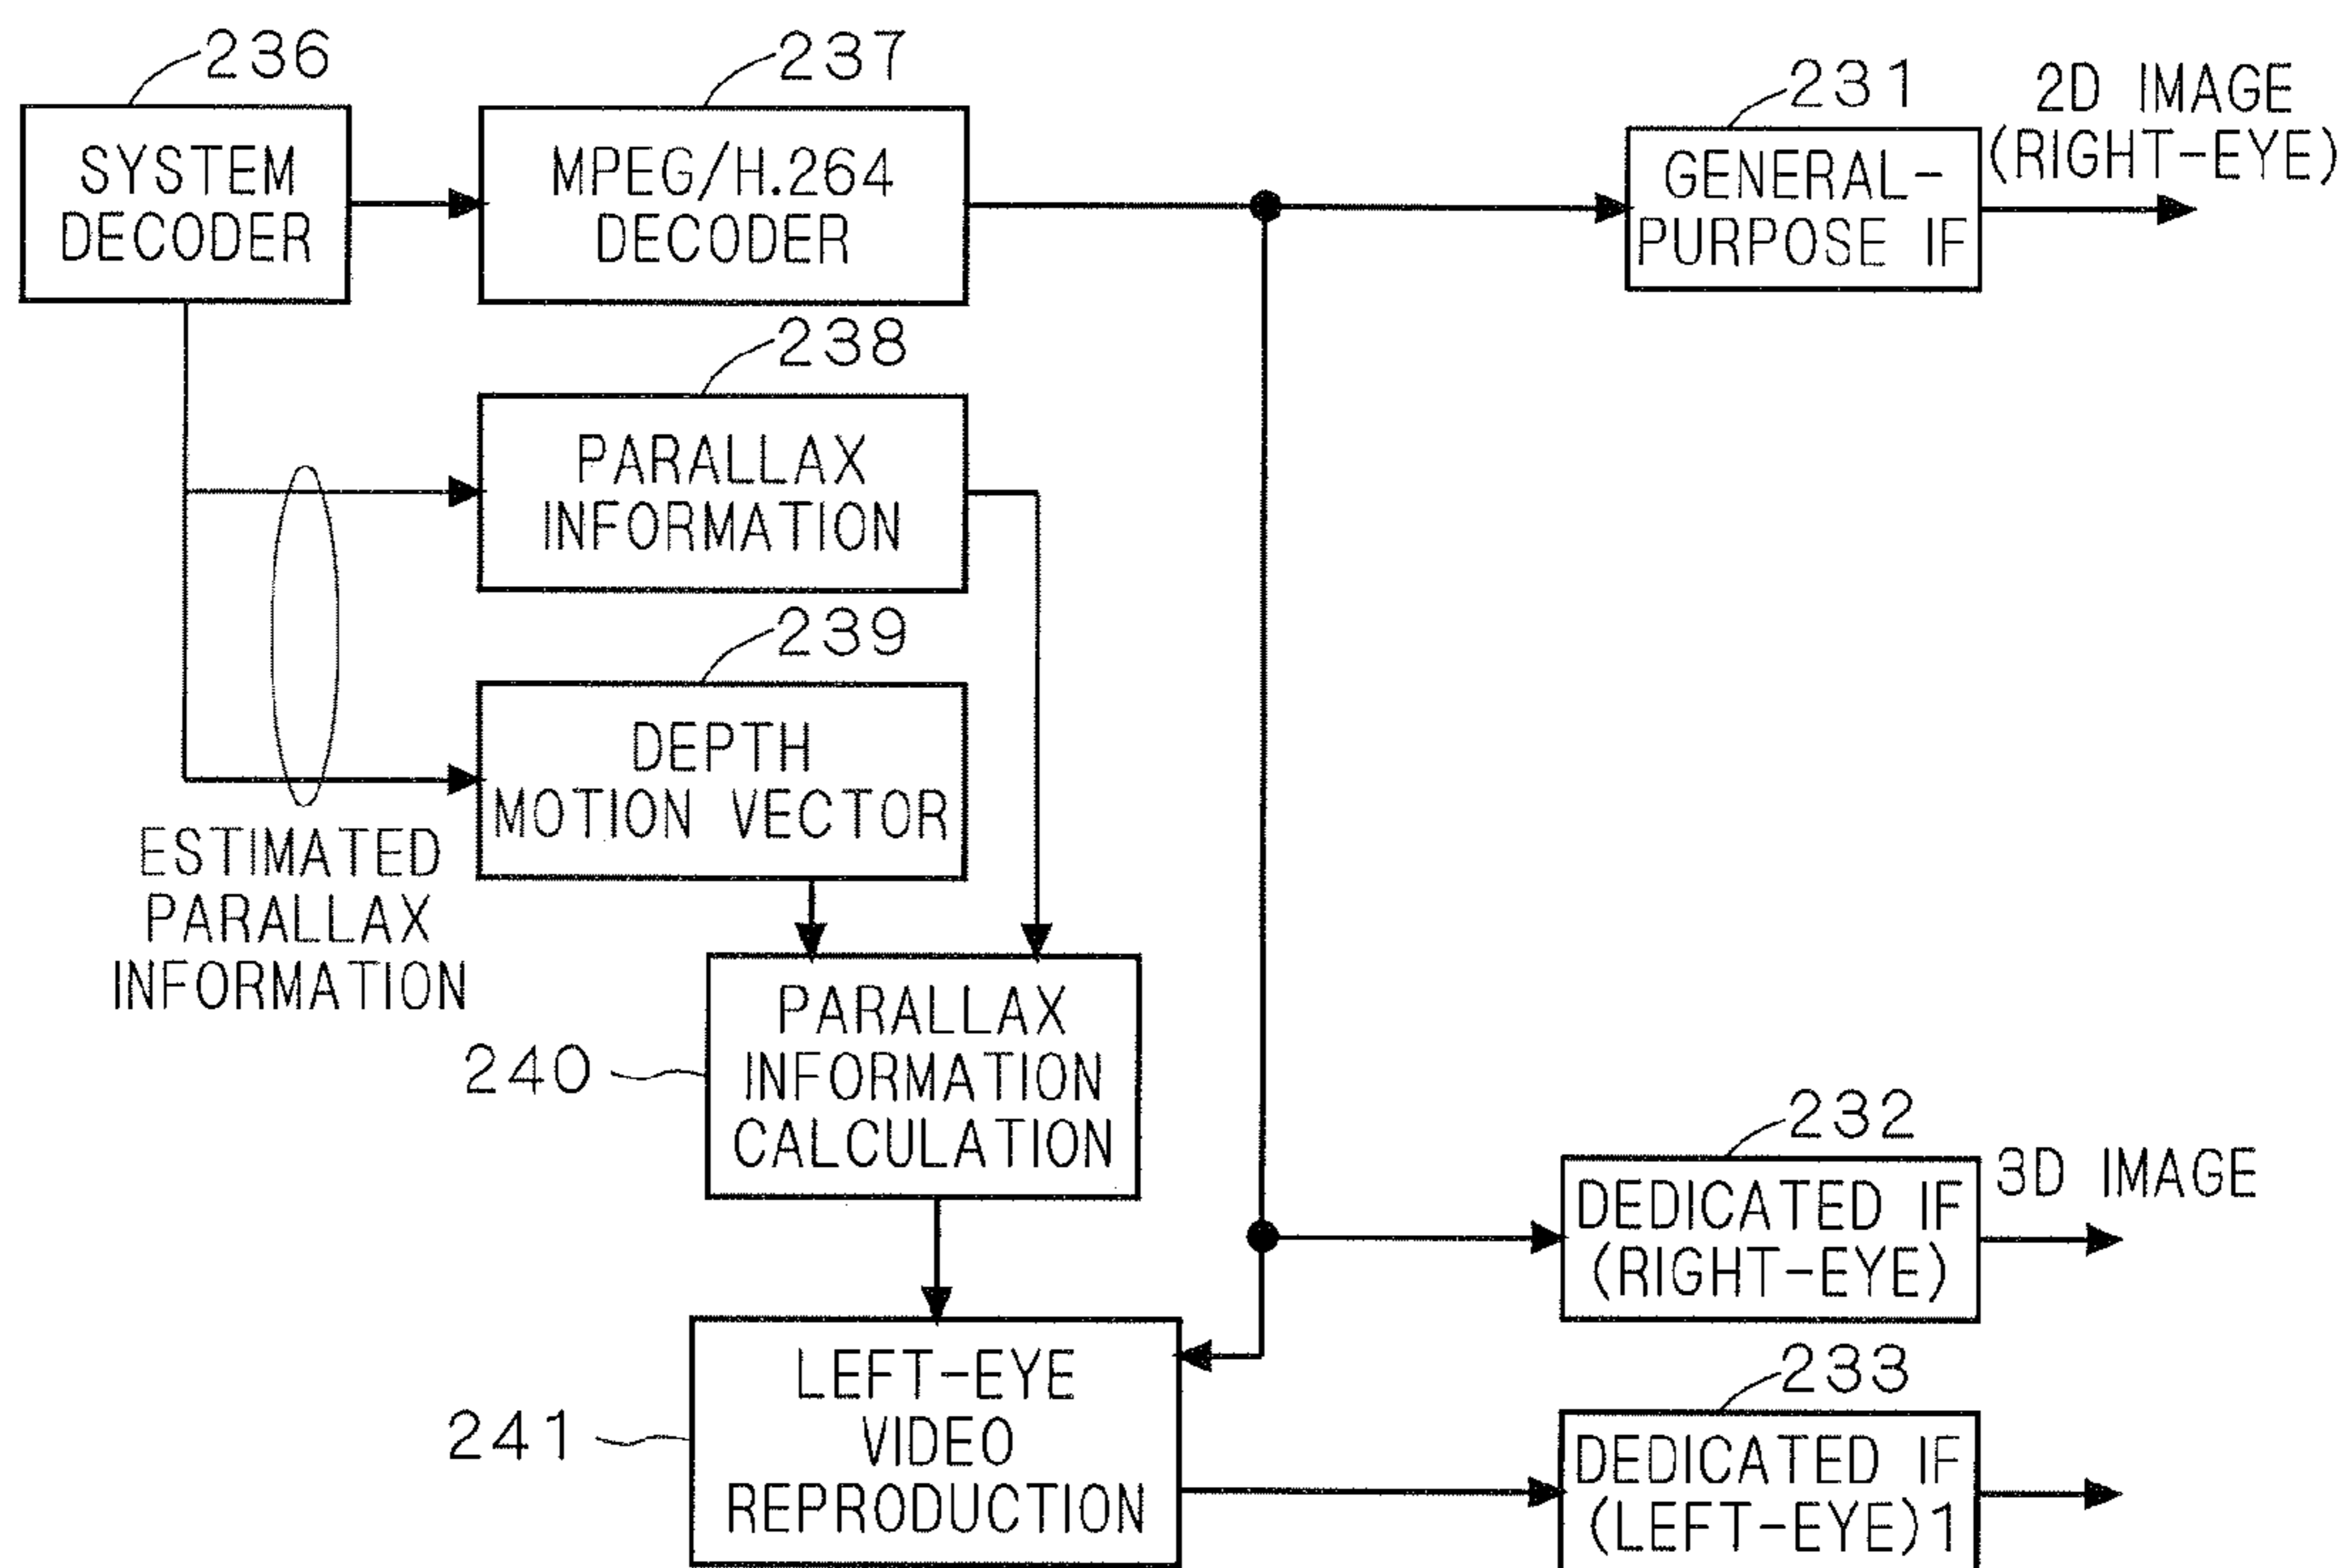 236
SYSTEM
DECODER
237
MPEG/H.264
DECODER
231
GENERAL-
PURPOSE IF
2D IMAGE
(RIGHT-EYE)
238
PARALLAX
INFORMATION
239
DEPTH
MOTION VECTOR
ESTIMATED
PARALLAX
INFORMATION
240
PARALLAX
INFORMATION
CALCULATION
232
DEDICATED IF
(RIGHT-EYE)
3D IMAGE
241
LEFT-EYE
VIDEO
REPRODUCTION
233
DEDICATED IF
(LEFT-EYE)1